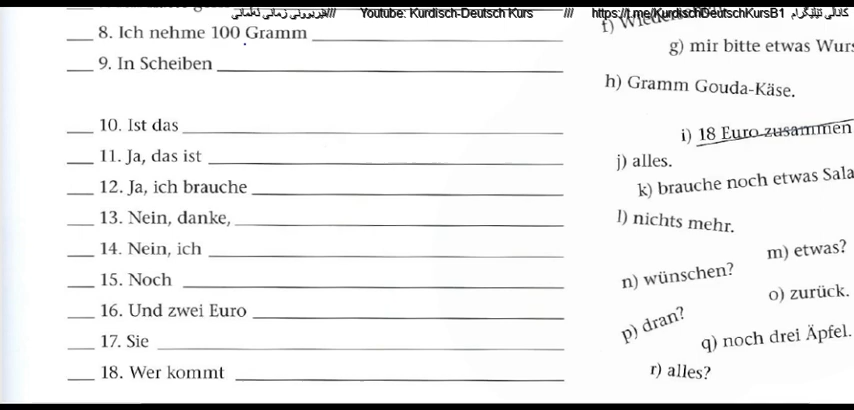 Youtube: Kurdisch-Deutsch Kurs /// https://t.me/KurdischDeutschKursB1 کانالی تێلیگرام
8. Ich nehme 100 Gramm
9. In Scheiben
10. Ist das
11. Ja, das ist
12. Ja, ich brauche
13. Nein, danke,
14. Nein, ich
15. Noch
16. Und zwei Euro
17. Sie
18. Wer kommt
g) mir bitte etwas
h) Gramm Gouda-Käse.
i) 18 Euro zusammen
j) alles.
k) brauche noch etwas
l) nichts mehr.
m) etwas?
n) wünschen?
o) zurück.
p) dran?
q) noch drei Äpfel.
r) alles?